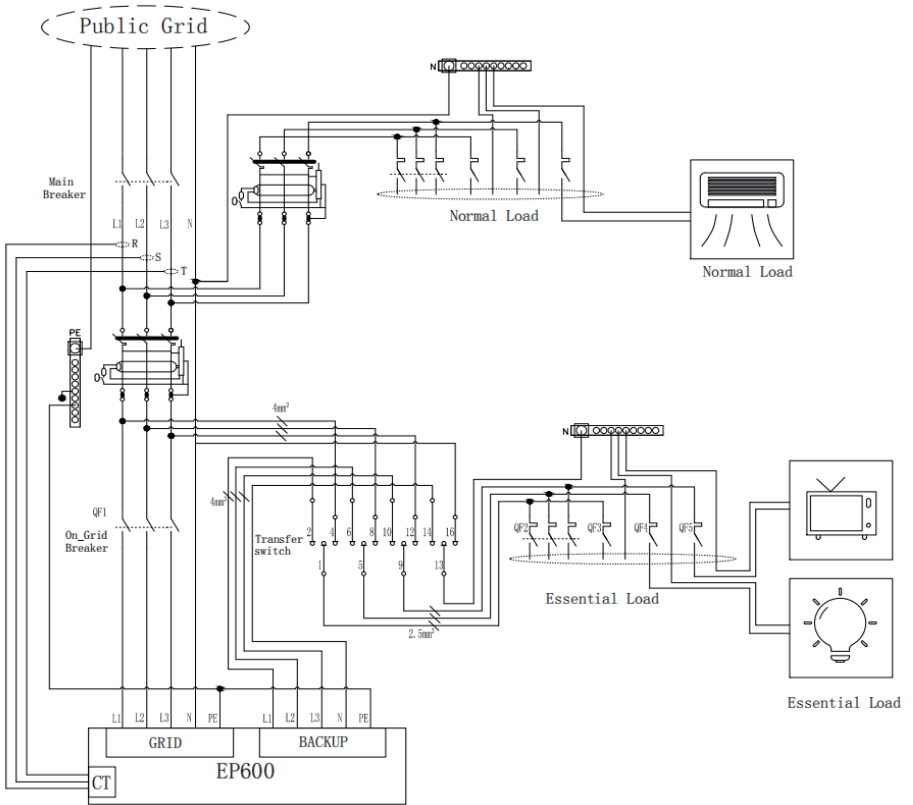 Public Grid
N
Main
Breaker
Normal Load
L1
L2
L3
N
R
S
T
Normal Load
PE
4mm²
N
4mm²
QF1
On_Grid
Breaker
Transfer
switch
2
4
6
8
10
12
14
16
QF2
QF3
QF4
QF5
1
5
9
13
Essential Load
2.5mm²
Essential Load
L1
L2
L3
N
PE
L1
L2
L3
N
PE
GRID
BACKUP
EP600
CT